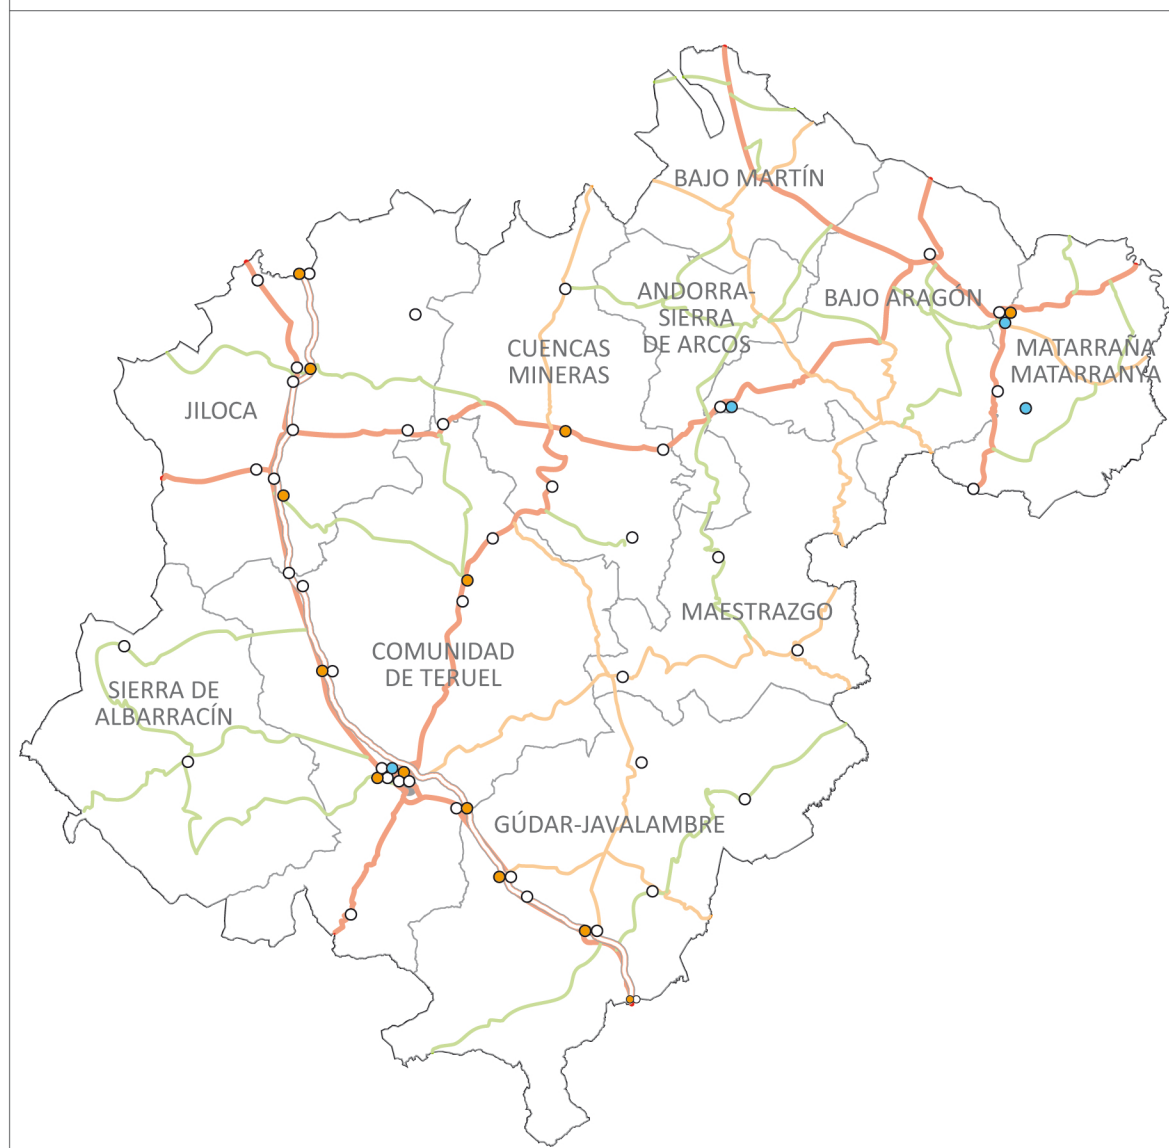 BAJO MARTÍN
ANDORRA-
SIERRA
DE ARCOS
BAJO ARAGÓN
CUENCAS
MINERAS
MATARRAÑA
MATARRANYA
JILOCA
MAESTRAZGO
COMUNIDAD
DE TERUEL
SIERRA DE
ALBARRACÍN
GÚDAR-JAVALAMBRE